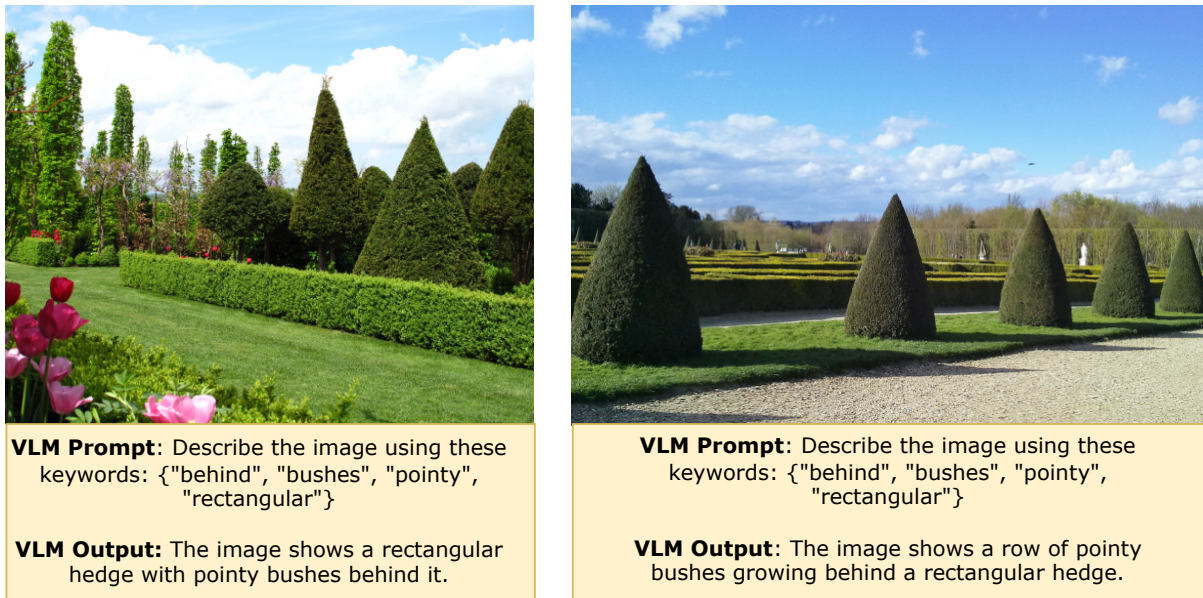 VLM Prompt: Describe the image using these
keywords: {"behind", "bushes", "pointy",
"rectangular"}
VLM Output: The image shows a rectangular
hedge with pointy bushes behind it.
VLM Prompt: Describe the image using these
keywords: {"behind", "bushes", "pointy",
"rectangular"}
VLM Output: The image shows a row of pointy
bushes growing behind a rectangular hedge.